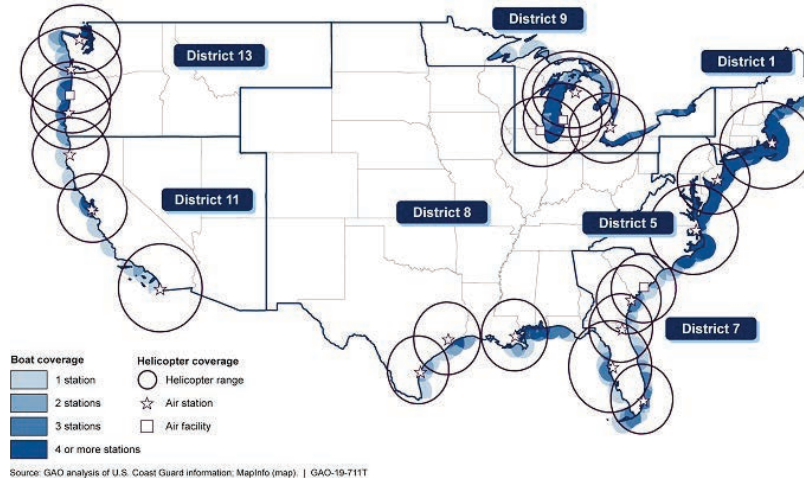 District 9
District 13
District 1
District 11
District 8
District 5
District 7
Boat coverage
1 station
2 stations
3 stations
4 or more stations
Helicopter coverage
Helicopter range
Air station
Air facility
Source: GAO analysis of U.S. Coast Guard information; MapInfo (map). | GAO-19-711T